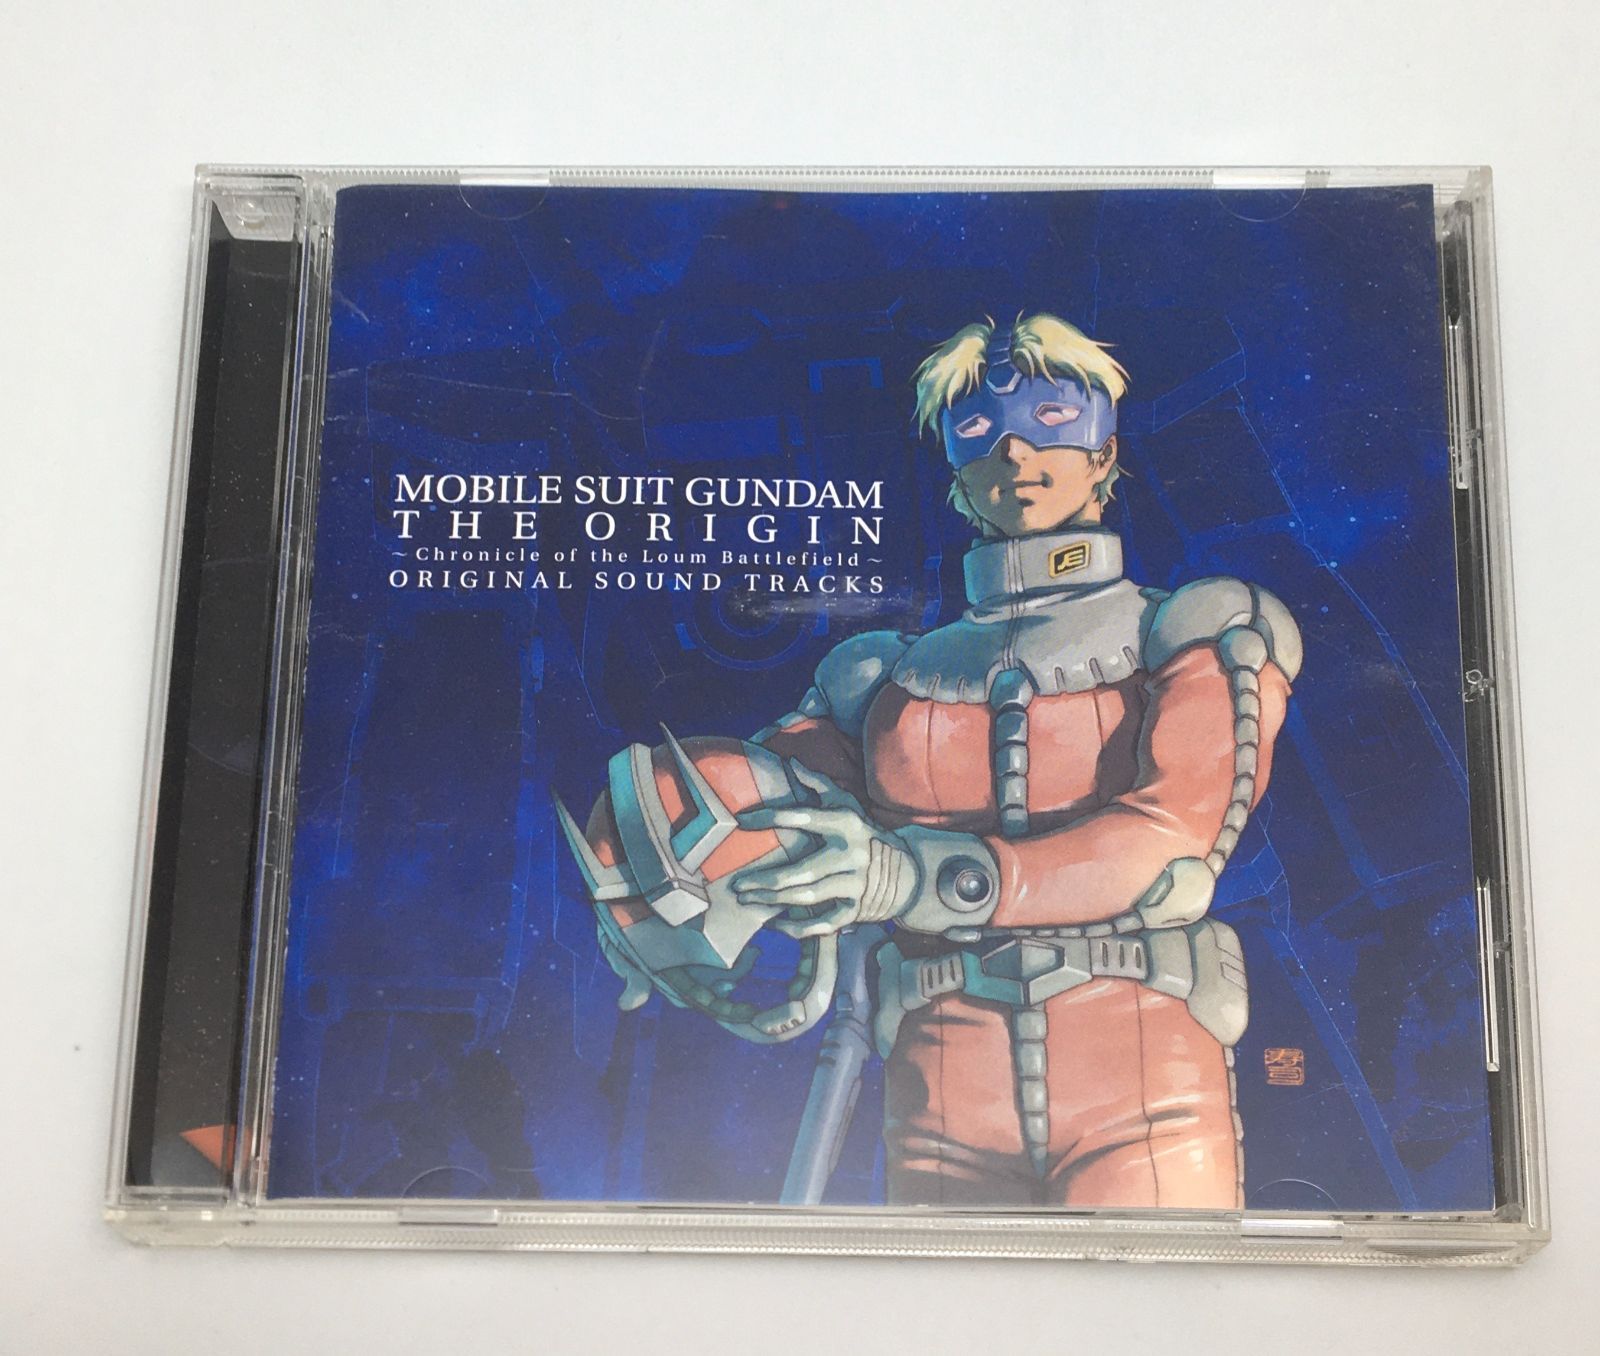 MOBILE SUIT GUNDAM
THE ORIGIN
~Chronicle of the Loum Battlefield~
ORIGINAL SOUND TRACKS